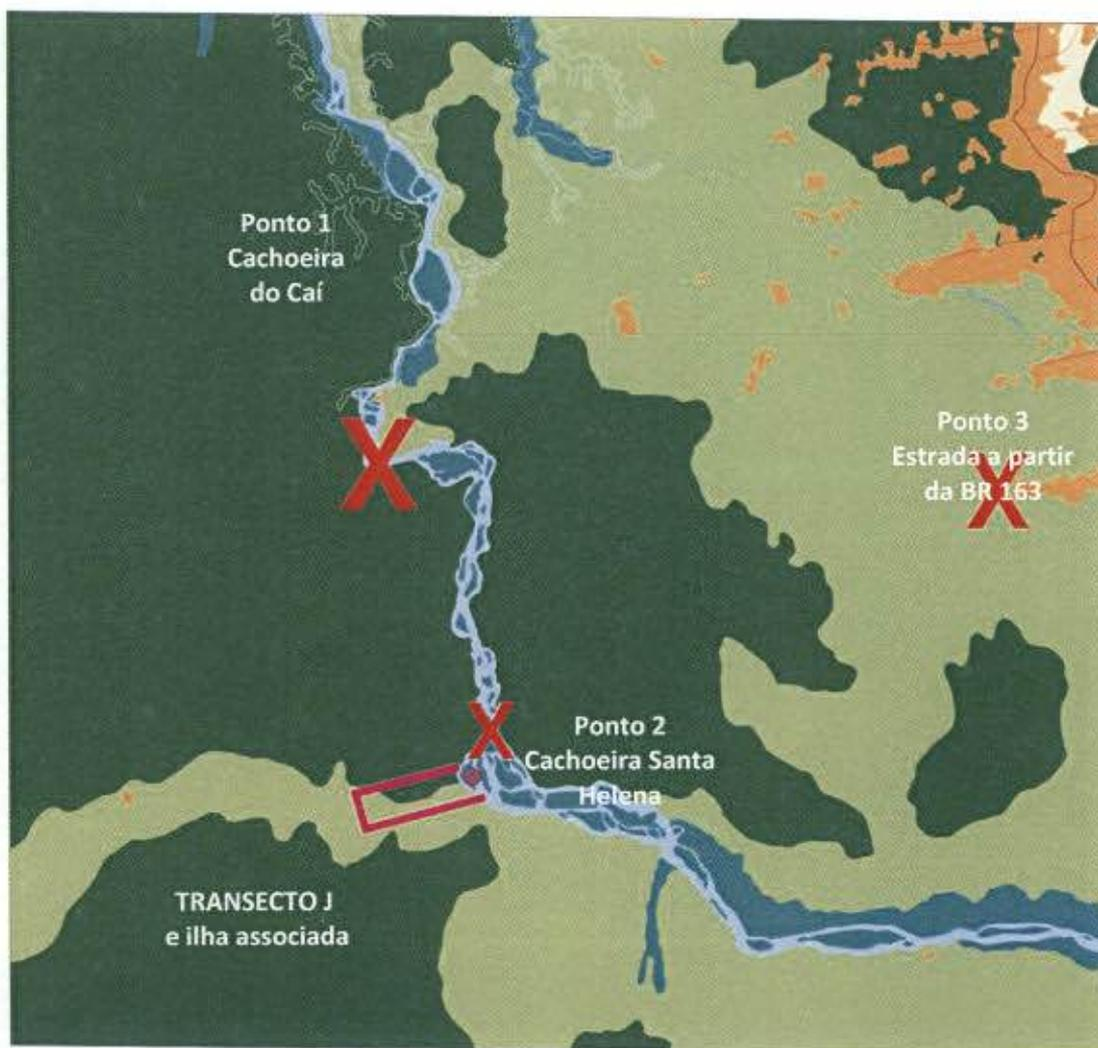 Ponto 1
Cachoeira
do Caí
Ponto 3
Estrada a partir
da BR 163
Ponto 2
Cachoeira Santa
Helena
TRANSECTO J
e ilha associada